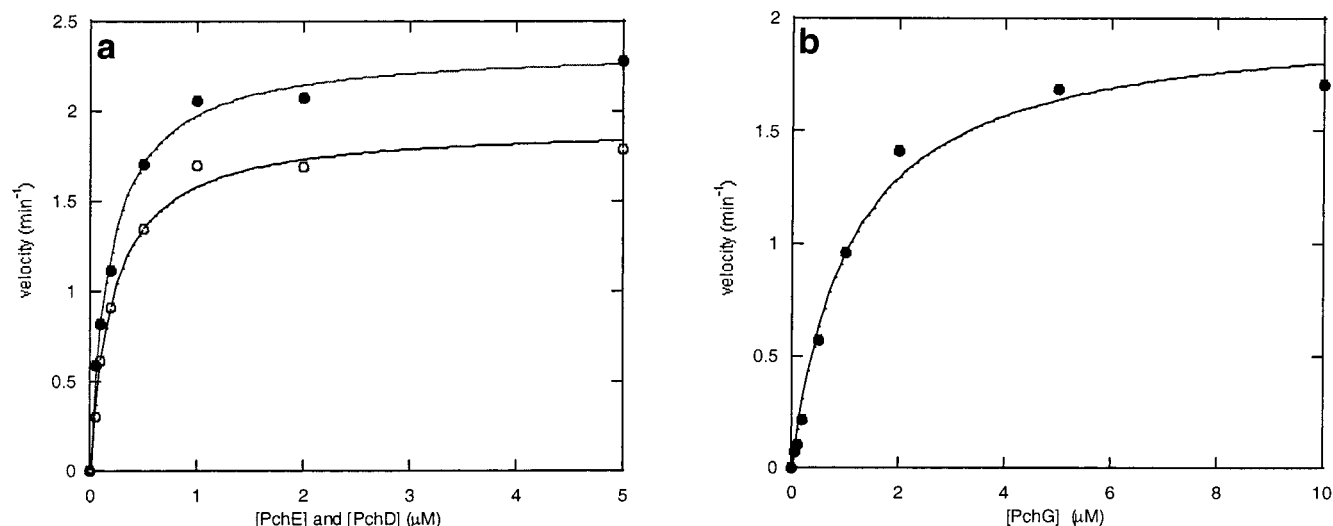 a
2.5
2
1.5
1
0.5
0
velocity (min⁻¹)
0 1 2 3 4 5
[PchE] and [PchD] (μM)
b
2
1.5
1
0.5
0
velocity (min⁻¹)
0 2 4 6 8 10
[PchG] (μM)